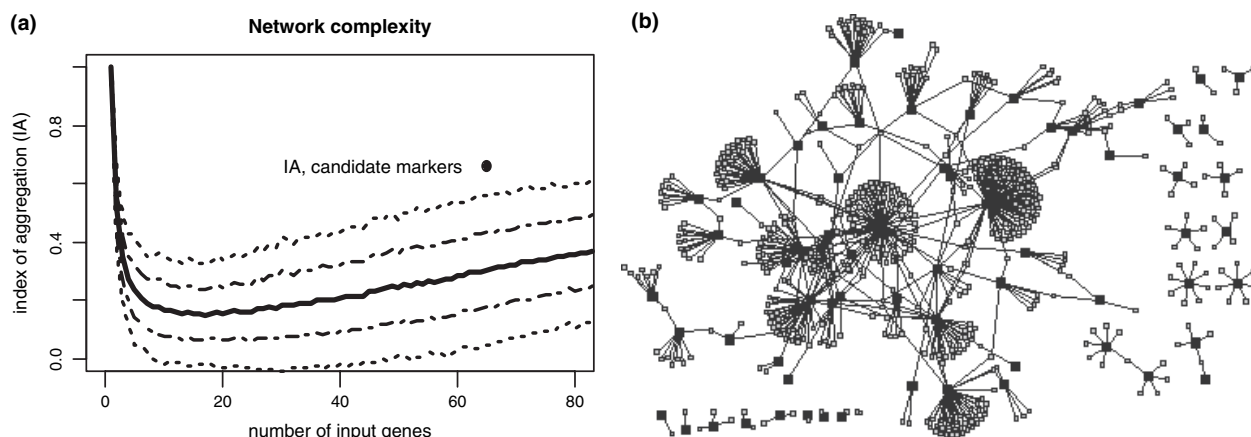 (a)
Network complexity
index of aggregation (IA)
0.8
0.4
0.0
IA, candidate markers
0 20 40 60 80
number of input genes
(b)